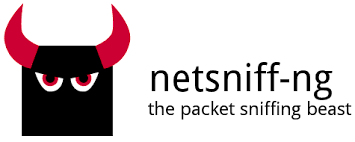 netsniff-ng
the packet sniffing beast